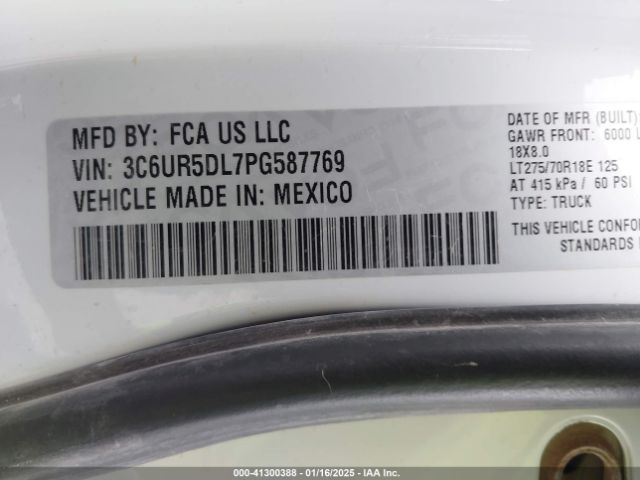 MFD BY: FCA US LLC
VIN: 3C6UR5DL7PG587769
VEHICLE MADE IN: MEXICO
DATE OF MFR (BUILT):
GAWR FRONT: 6000 L
18X8.0
LT275/70R18E 125
AT 415 kPa / 60 PSI
TYPE: TRUCK
THIS VEHICLE CONFOR
STANDARDS
000-41300388 - 01/16/2025 - IAA Inc.